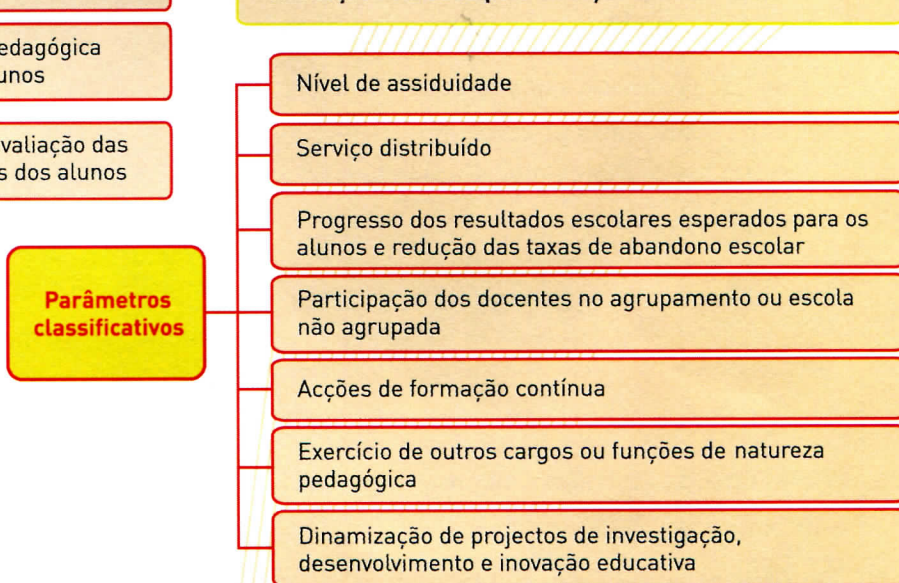 edagógica
unos
valiação das
s dos alunos
Parâmetros
classificativos
Nível de assiduidade
Serviço distribuído
Progresso dos resultados escolares esperados para os
alunos e redução das taxas de abandono escolar
Participação dos docentes no agrupamento ou escola
não agrupada
Acções de formação contínua
Exercício de outros cargos ou funções de natureza
pedagógica
Dinamização de projectos de investigação,
desenvolvimento e inovação educativa